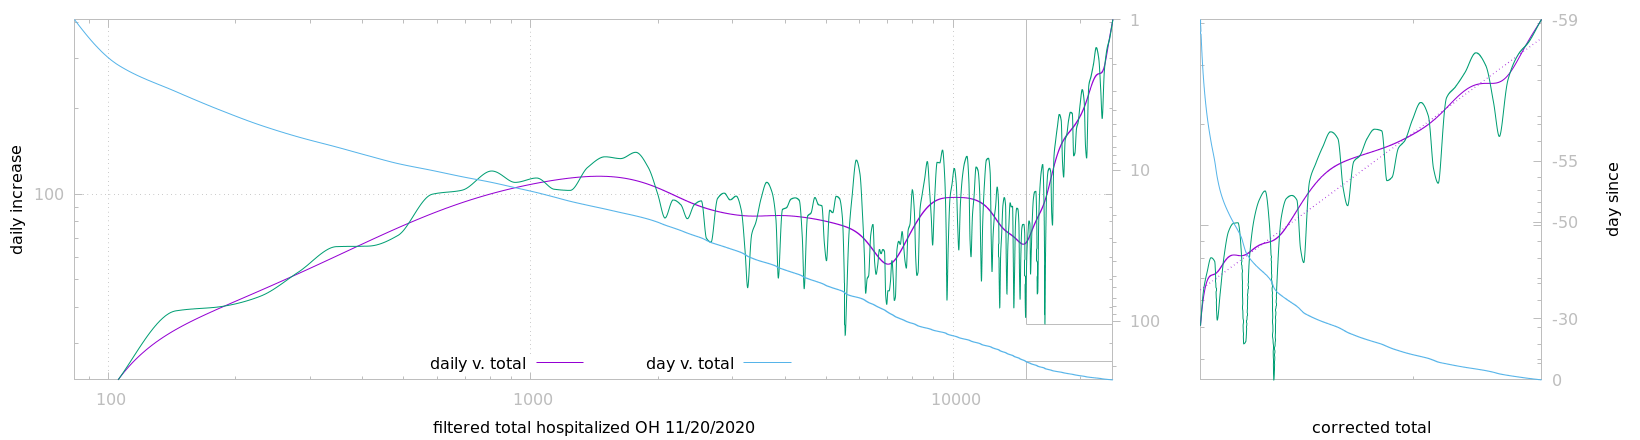 1
-59
daily increase
100
10
100
-55
-50
-30
0
day since
daily v. total
day v. total
100
1000
10000
filtered total hospitalized OH 11/20/2020
corrected total